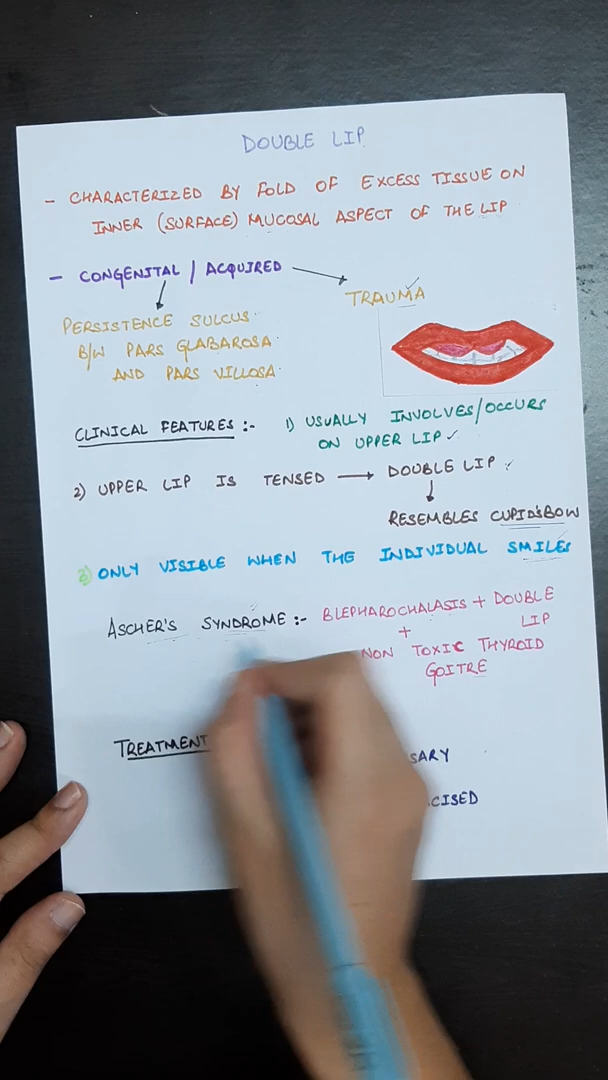 DOUBLE LIP
- CHARACTERIZED BY FOLD OF EXCESS TISSUE ON
INNER (SURFACE) MUCOSAL ASPECT OF THE LIP
- CONGENITAL / ACQUIRED
TRAUMA
PERSISTENCE SULCUS
B/W PARS GLABAROSA
AND PARS VILLOSA
CLINICAL FEATURES :- 1) USUALLY INVOLVES/OCCURS
ON UPPER LIP
2) UPPER LIP IS TENSED → DOUBLE LIP
RESEMBLES CUPID'S BOW
3) ONLY VISIBLE WHEN THE INDIVIDUAL SMILES
ASCHER'S SYNDROME :- BLEPHAROCHALASIS + DOUBLE
LIP
+
NON TOXIC THYROID
GOITRE
TREATMENT